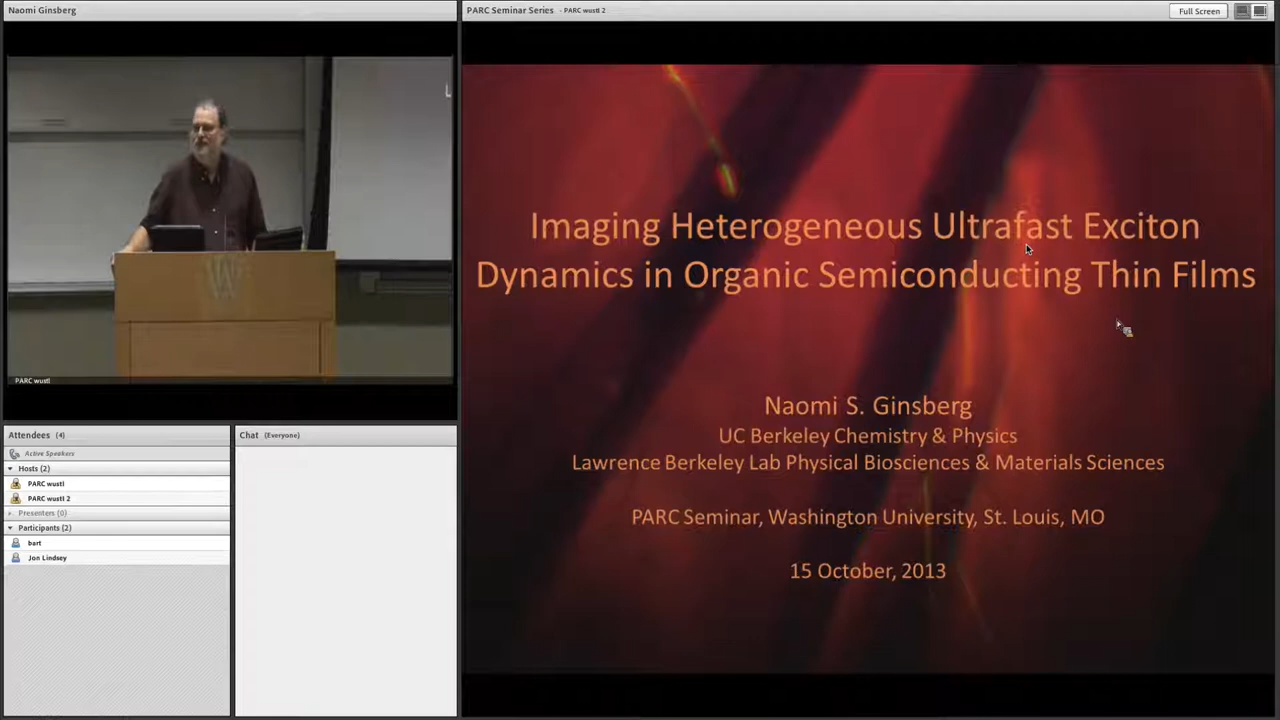 Naomi Ginsberg
PARC wustl
Attendees (4)
Active Speakers
Hosts (2)
PARC wustl
PARC wustl 2
Presenters (0)
Participants (2)
bart
Jon Lindsey
Chat (Everyone)
PARC Seminar Series - PARC wustl 2
Full Screen
Imaging Heterogeneous Ultrafast Exciton
Dynamics in Organic Semiconducting Thin Films
Naomi S. Ginsberg
UC Berkeley Chemistry & Physics
Lawrence Berkeley Lab Physical Biosciences & Materials Sciences
PARC Seminar, Washington University, St. Louis, MO
15 October, 2013